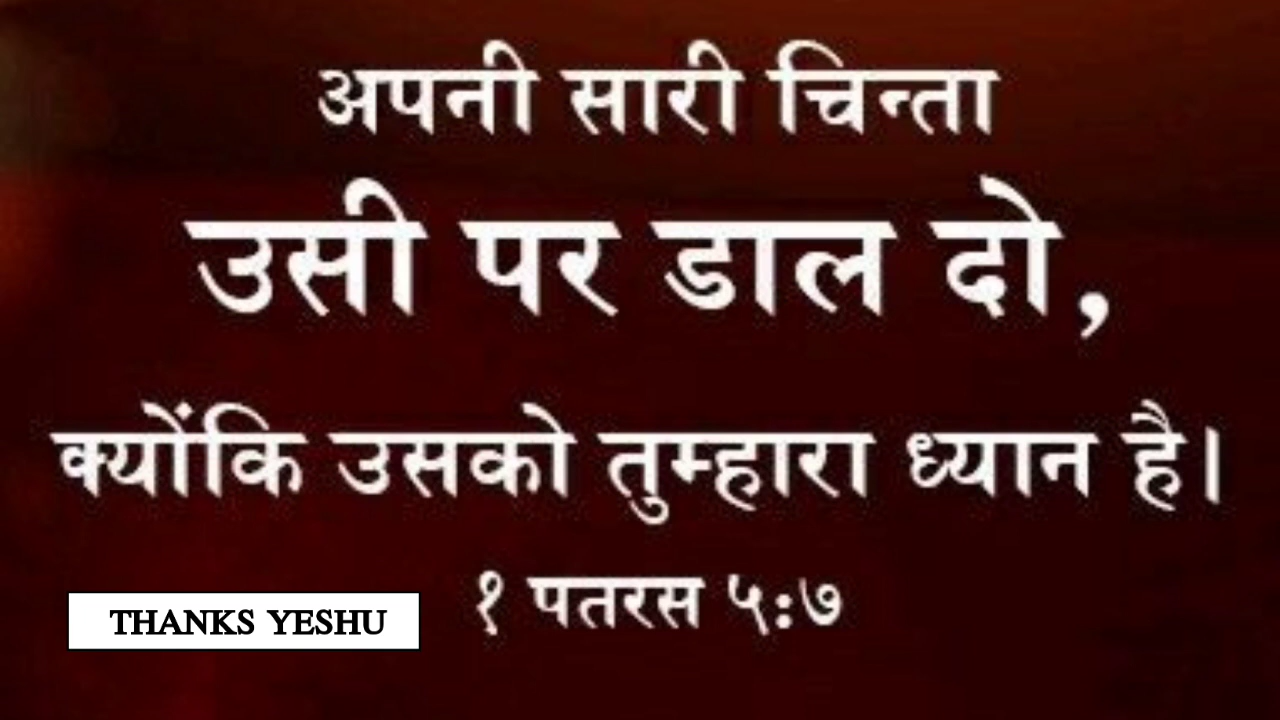 अपनी सारी चिन्ता
उसी पर डाल दो,
क्योंकि उसको तुम्हारा ध्यान है।
१ पतरस ५:७
THANKS YESHU